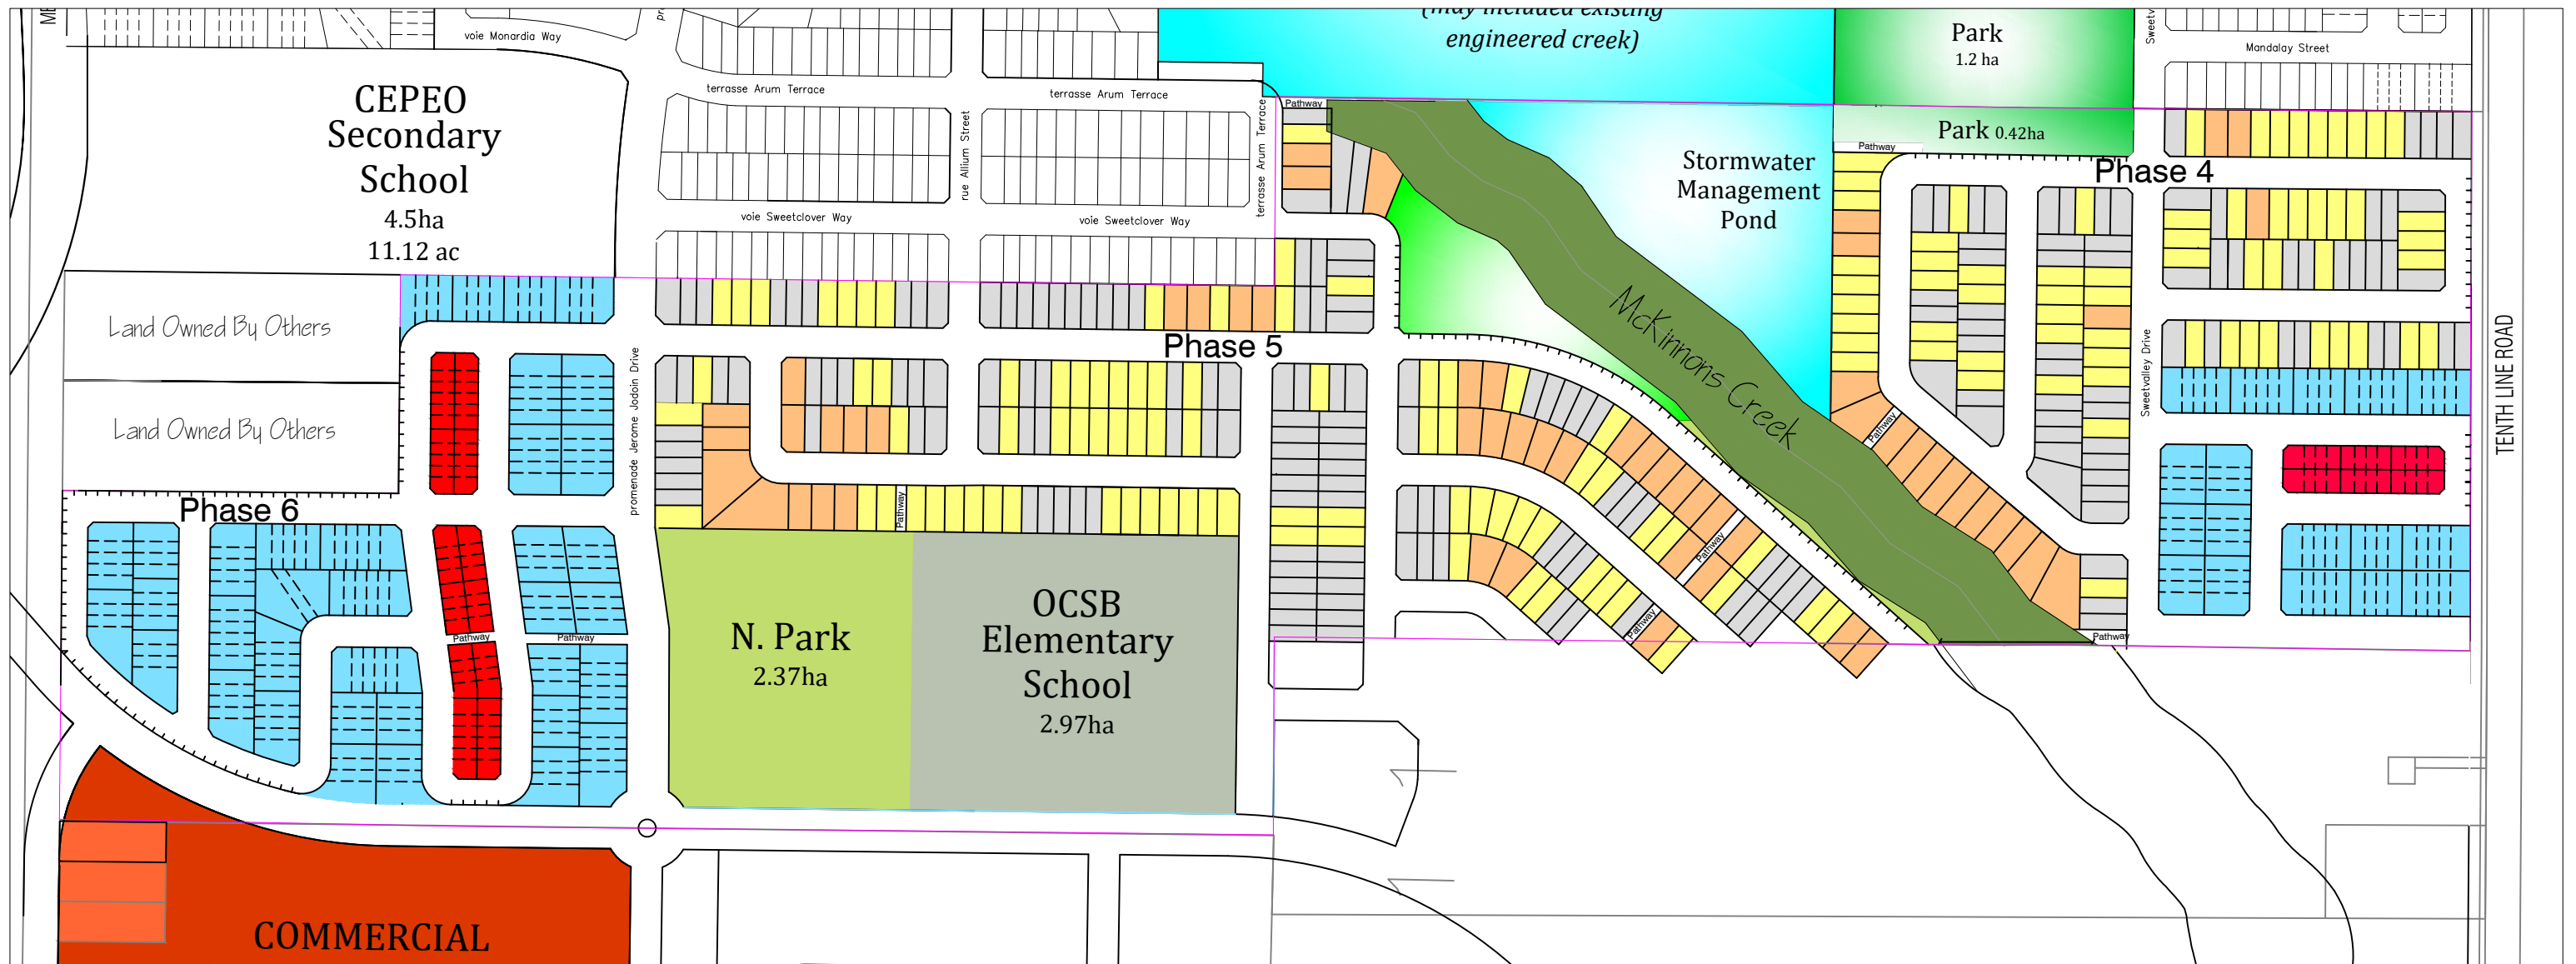 voie Monardia Way
(may included existing
engineered creek)
Park
1.2 ha
Mandalay Street
CEPEO
Secondary
School
4.5ha
11.12 ac
terrasse Arum Terrace
terrasse Arum Terrace
rue Allium Street
terrasse Arum Terrace
Pathway
Park 0.42ha
Pathway
Phase 4
Stormwater
Management
Pond
voie Sweetclover Way
voie Sweetclover Way
Land Owned By Others
Land Owned By Others
Phase 5
McKinnons Creek
promenade Jerome Jodoin Drive
Sweetvalley Drive
TENTH LINE ROAD
Pathway
Phase 6
Pathway
Pathway
Pathway
Pathway
Pathway
Pathway
N. Park
2.37ha
OCSB
Elementary
School
2.97ha
COMMERCIAL